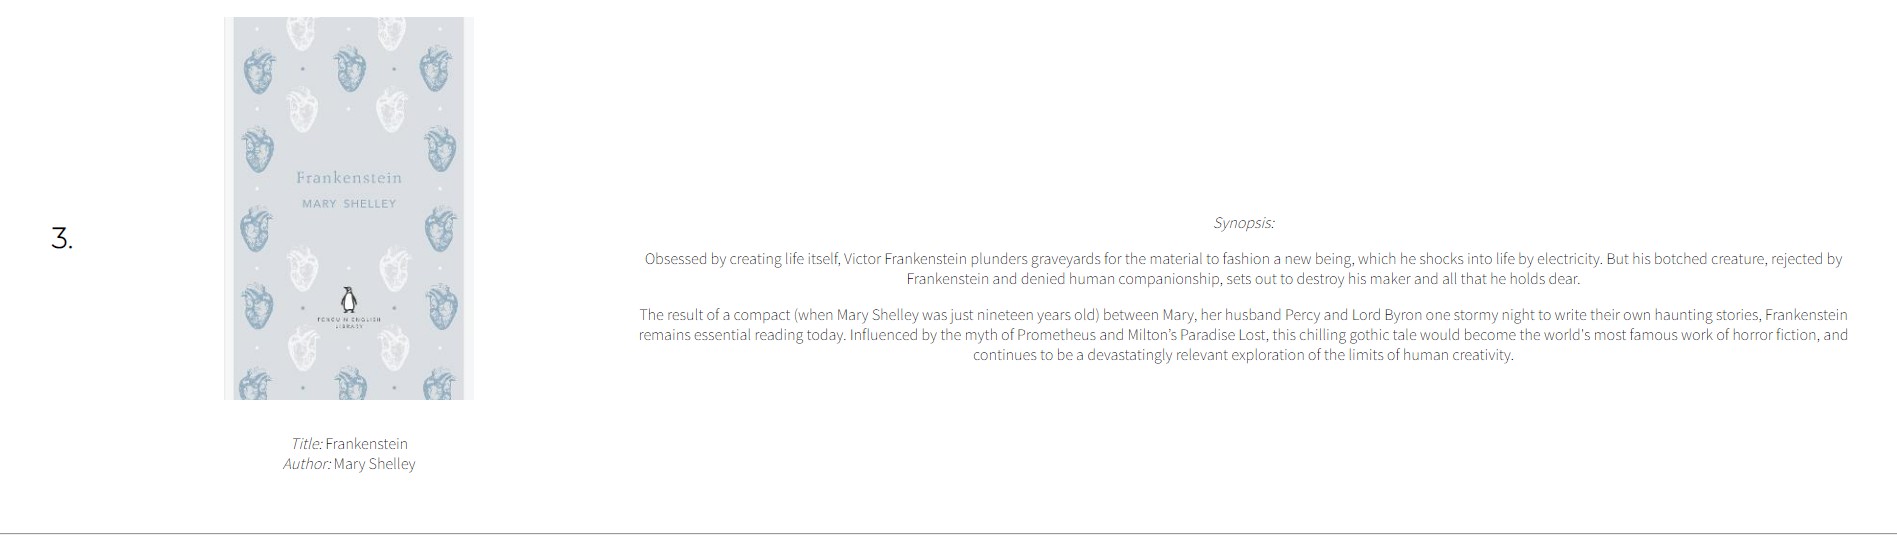 3.
Frankenstein
MARY SHELLEY
PENGUIN ENGLISH
LIBRARY
Title: Frankenstein
Author: Mary Shelley
Synopsis:
Obsessed by creating life itself, Victor Frankenstein plunders graveyards for the material to fashion a new being, which he shocks into life by electricity. But his botched creature, rejected by
Frankenstein and denied human companionship, sets out to destroy his maker and all that he holds dear.
The result of a compact (when Mary Shelley was just nineteen years old) between Mary, her husband Percy and Lord Byron one stormy night to write their own haunting stories, Frankenstein
remains essential reading today. Influenced by the myth of Prometheus and Milton’s Paradise Lost, this chilling gothic tale would become the world's most famous work of horror fiction, and
continues to be a devastatingly relevant exploration of the limits of human creativity.